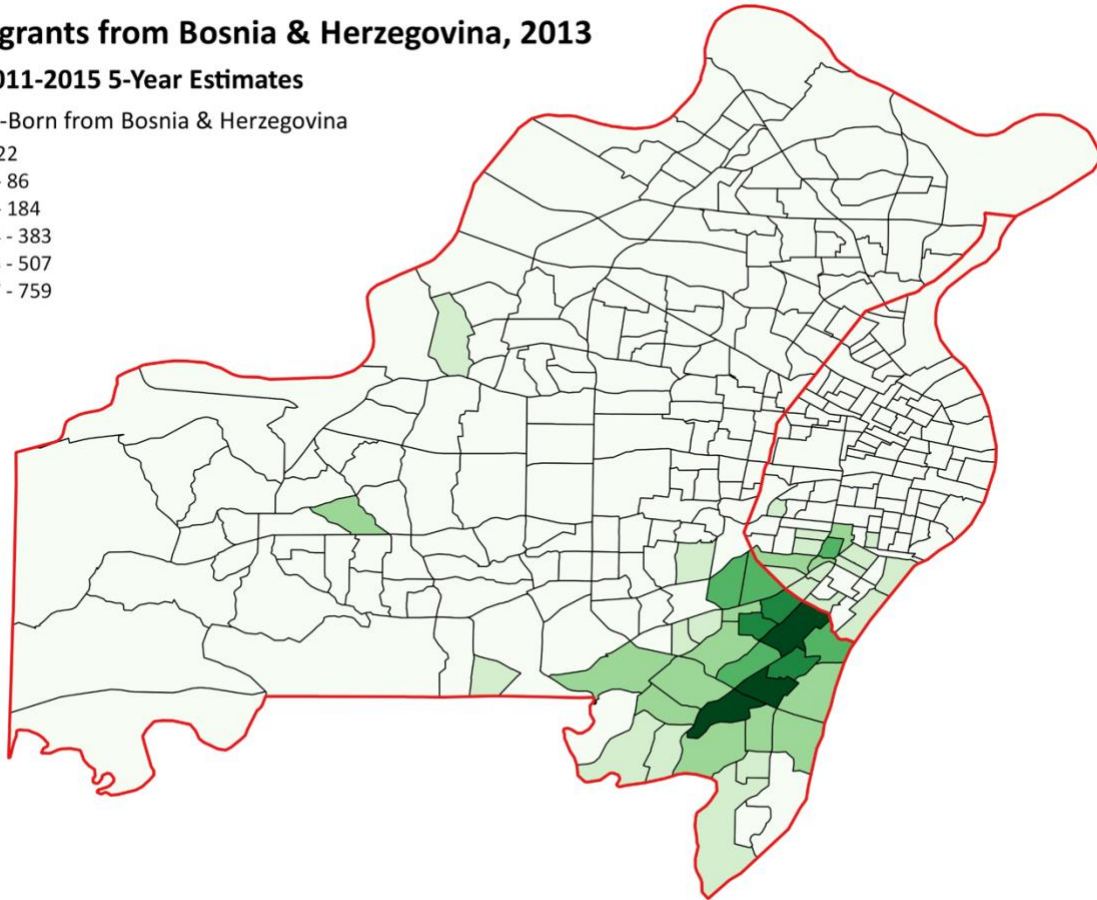 grants from Bosnia & Herzegovina, 2013
011-2015 5-Year Estimates
-Born from Bosnia & Herzegovina
22
- 86
- 184
- 383
- 507
- 759